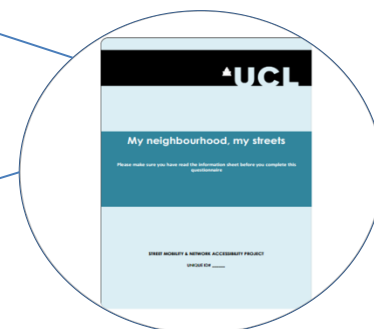 UCL
My neighbourhood, my streets
Please make sure you have read the information sheet before you complete this
questionnaire
STREET MOBILITY & NETWORK ACCESSIBILITY PROJECT
UNIQUE ID# _____